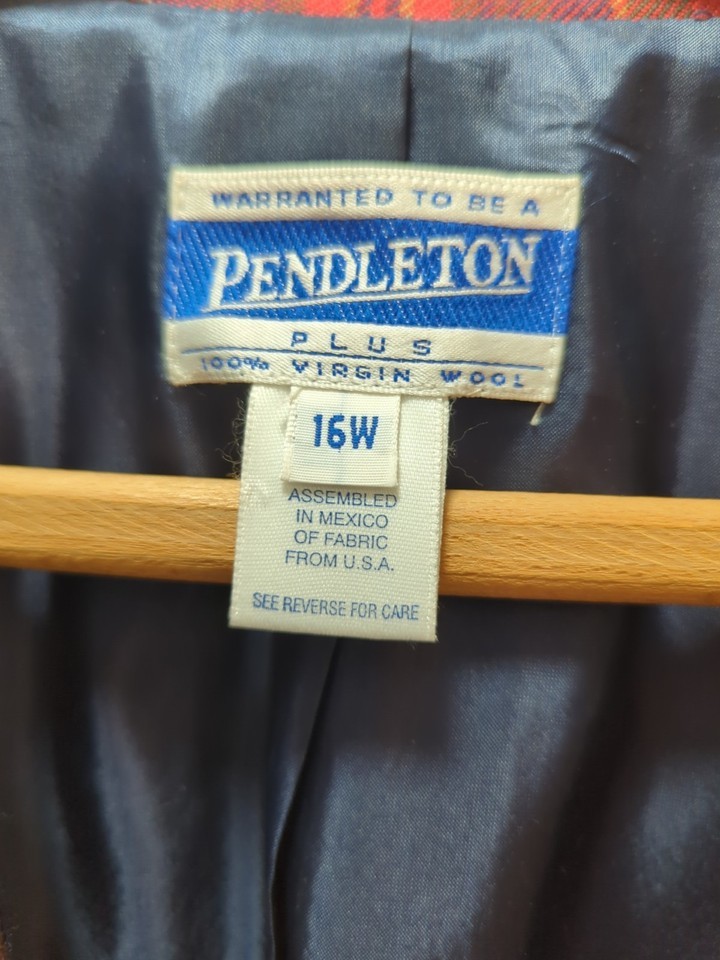 WARRANTED TO BE A
PENDLETON
PLUS
100% VIRGIN WOOL
16W
ASSEMBLED
IN MEXICO
OF FABRIC
FROM U.S.A.
SEE REVERSE FOR CARE